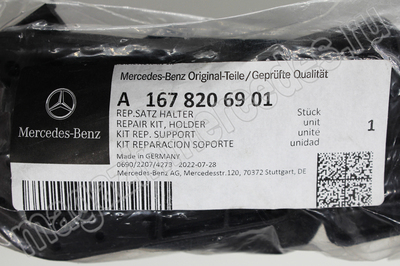 Mercedes-Benz Original-Teile/Geprüfte Qualität
A 167 820 69 01
REP.SATZ HALTER Stück
REPAIR KIT, HOLDER unit
KIT REP. SUPPORT unité
KIT REPARACION SOPORTE unidad
1
Mercedes-Benz
Made in GERMANY
0690/2207/4273 - 2022-07-28
Mercedes-Benz AG, Mercedesstr.120, 70372 Stuttgart, DE